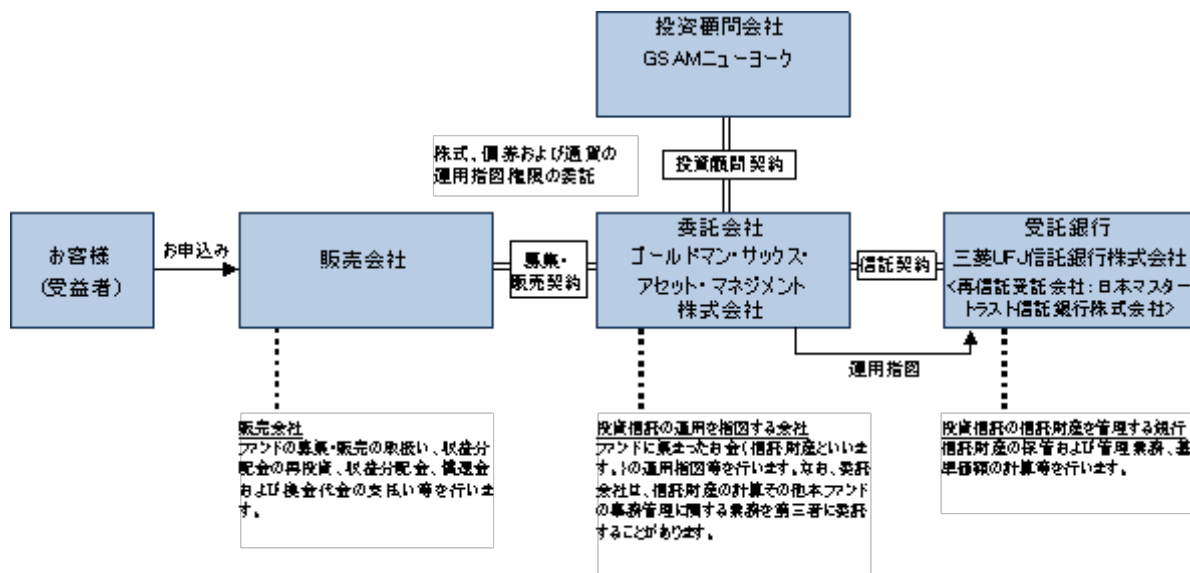 投資顧問会社
GSAMニューヨーク
株式、債券および通貨の
運用指図権限の委託
投資顧問契約
お客様
(受益者)
お申込み
販売会社
募集・
販売契約
委託会社
ゴールドマン・サックス・
アセット・マネジメント
株式会社
信託契約
受託銀行
三菱UFJ信託銀行株式会社
<再信託受託会社:日本マスター
トラスト信託銀行株式会社>
運用指図
販売会社
ファンドの募集・販売の取扱い、収益分
配金の再投資、収益分配金、償還金
および換金代金の支払い等を行いま
す。
投資信託の運用を指図する会社
ファンドに集まったお金(信託財産といいま
す。)の運用指図等を行います。なお、委託
会社は、信託財産の計算その他本ファンド
の事務管理に関する業務を第三者に委託
することがあります。
投資信託の信託財産を管理する銀行
信託財産の保管および管理業務、基
準価額の計算等を行います。